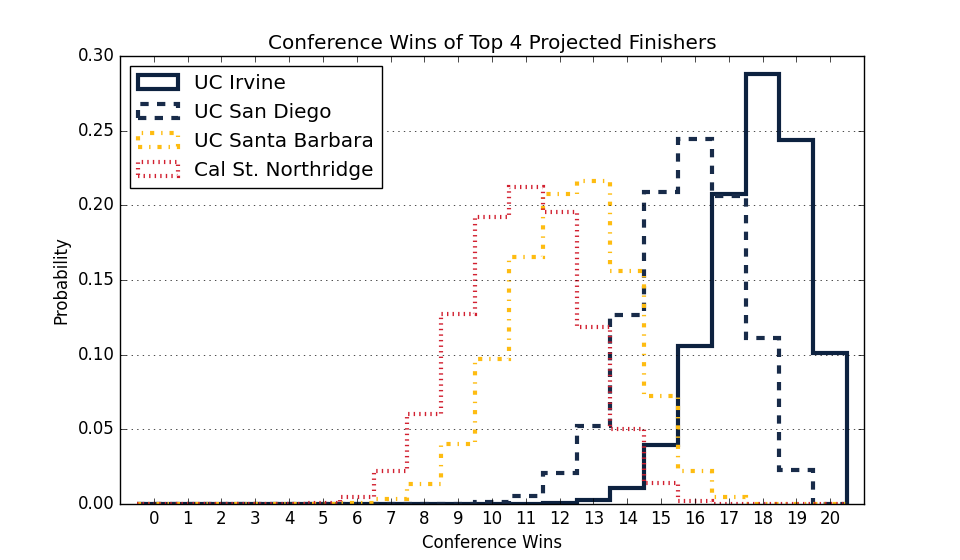 Conference Wins of Top 4 Projected Finishers
0.30
UC Irvine
UC San Diego
UC Santa Barbara
Cal St. Northridge
0.25
0.20
0.15
0.10
0.05
0.00
Probability
0 1 2 3 4 5 6 7 8 9 10 11 12 13 14 15 16 17 18 19 20
Conference Wins